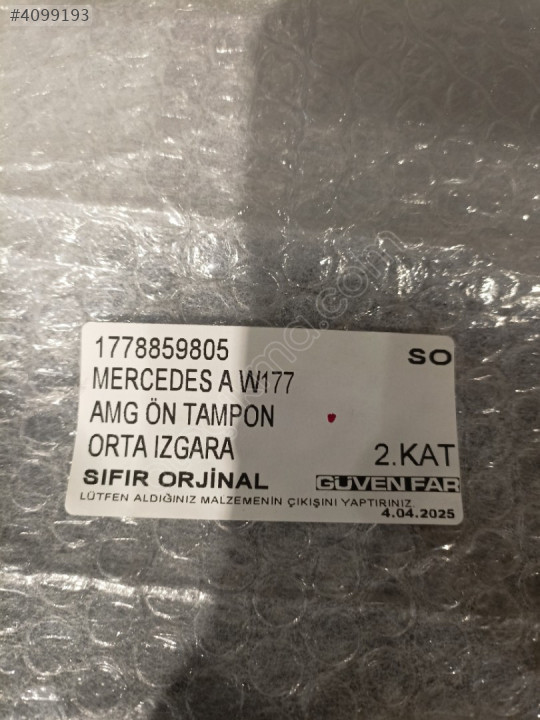 #4099193
1778859805 SO
MERCEDES A W177
AMG ÖN TAMPON
ORTA IZGARA 2.KAT
SIFIR ORJİNAL GÜVEN FAR
LÜTFEN ALDIĞINIZ MALZEMENİN ÇIKIŞINI YAPTIRINIZ.
4.04.2025